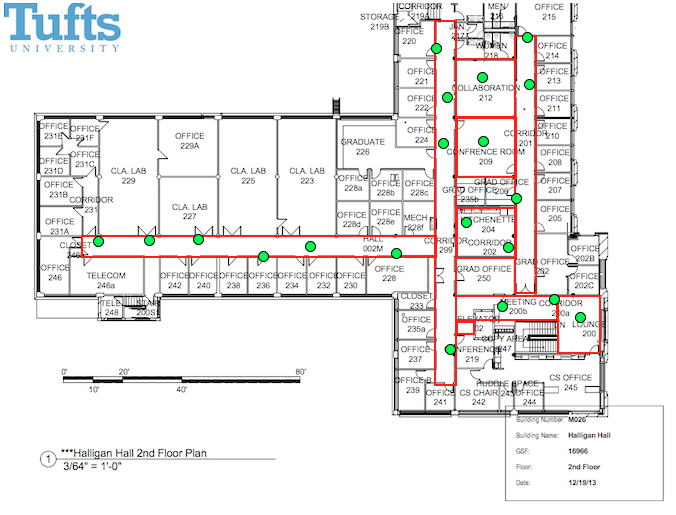 Tufts
UNIVERSITY
CORRIDOR
219A
STORAGE
219B
JAN
217
MEN
216
WOMEN
218
OFFICE
215
OFFICE
220
OFFICE
214
OFFICE
221
COLLABORATION
212
OFFICE
213
OFFICE
222
OFFICE
211
OFFICE
224
CORRIDOR
201
OFFICE
210
CONFRENCE ROOM
209
OFFICE
208
OFFICE
231E
OFFICE
231F
OFFICE
229A
GRADUATE
226
OFFICE
231D
OFFICE
231C
CLA. LAB
229
CLA. LAB
225
CLA. LAB
223
OFFICE
228a
OFFICE
228b
OFFICE
228c
GRAD
235b
GRAD OFFICE
206
OFFICE
207
OFFICE
231B
CORRIDOR
231
CLA. LAB
227
OFFICE
228d
OFFICE
228e
MECH
228f
KITCHENETTE
204
OFFICE
205
OFFICE
231A
CLOSET
246
HALL
002M
CORRIDOR
299
CORRIDOR
202
OFFICE
202B
OFFICE
246
TELECOM
246a
OFFICE
242
OFFICE
240
OFFICE
238
OFFICE
236
OFFICE
234
OFFICE
232
OFFICE
230
OFFICE
228
GRAD OFFICE
250
GRAD OFFICE
202
OFFICE
202C
TELE
248
STAIR
200S
CLOSET
233
MEETING
200b
CORRIDOR
200a
LOUNGE
200
OFFICE
235a
ELEVATOR
02
COPY AREA
247
OFFICE
237
CONFERENCE
219
OFFICE B
239
OFFICE
241
CS CHAIR
242
HUDDLE SPACE
243
OFFICE
244
CS OFFICE
245
0' 20' 80'
10' 40'
1 ***Halligan Hall 2nd Floor Plan
3/64" = 1'-0"
Building Number: M026
Building Name: Halligan Hall
GSF: 16966
Floor: 2nd Floor
Date: 12/19/13